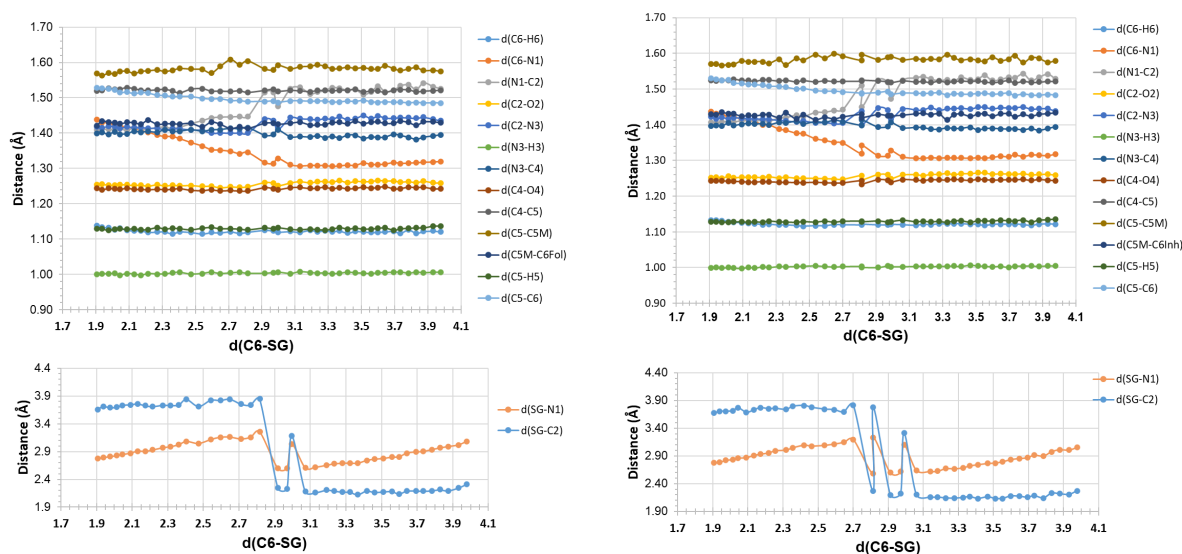 1.70
1.60
1.50
1.40
1.30
1.20
1.10
1.00
0.90
Distance (Å)
1.7 1.9 2.1 2.3 2.5 2.7 2.9 3.1 3.3 3.5 3.7 3.9 4.1
d(C6-SG)
d(C6-H6)
d(C6-N1)
d(N1-C2)
d(C2-O2)
d(C2-N3)
d(N3-H3)
d(N3-C4)
d(C4-O4)
d(C4-C5)
d(C5-C5M)
d(C5M-C6Fol)
d(C5-H5)
d(C5-C6)
1.70
1.60
1.50
1.40
1.30
1.20
1.10
1.00
0.90
Distance (Å)
1.7 1.9 2.1 2.3 2.5 2.7 2.9 3.1 3.3 3.5 3.7 3.9 4.1
d(C6-SG)
d(C6-H6)
d(C6-N1)
d(N1-C2)
d(C2-O2)
d(C2-N3)
d(N3-H3)
d(N3-C4)
d(C4-O4)
d(C4-C5)
d(C5-C5M)
d(C5M-C6Inh)
d(C5-H5)
d(C5-C6)
4.4
3.9
3.4
2.9
2.4
1.9
Distance (Å)
1.7 1.9 2.1 2.3 2.5 2.7 2.9 3.1 3.3 3.5 3.7 3.9 4.1
d(C6-SG)
d(SG-N1)
d(SG-C2)
4.40
3.90
3.40
2.90
2.40
1.90
Distance (Å)
1.7 1.9 2.1 2.3 2.5 2.7 2.9 3.1 3.3 3.5 3.7 3.9 4.1
d(C6-SG)
d(SG-N1)
d(SG-C2)